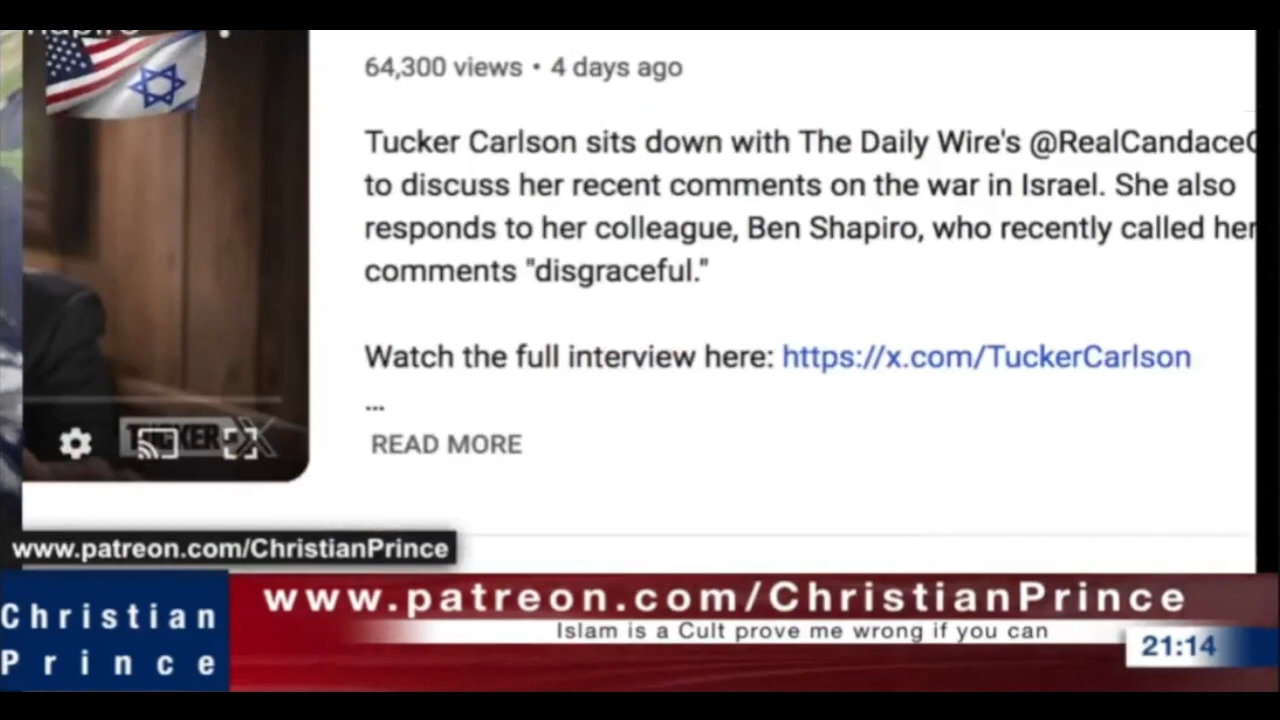 64,300 views • 4 days ago
Tucker Carlson sits down with The Daily Wire's @RealCandaceO
to discuss her recent comments on the war in Israel. She also
responds to her colleague, Ben Shapiro, who recently called her
comments "disgraceful."
Watch the full interview here: https://x.com/TuckerCarlson
...
READ MORE
TUCKER X
www.patreon.com/ChristianPrince
Christian
Prince
www.patreon.com/ChristianPrince
Islam is a Cult prove me wrong if you can
21:14